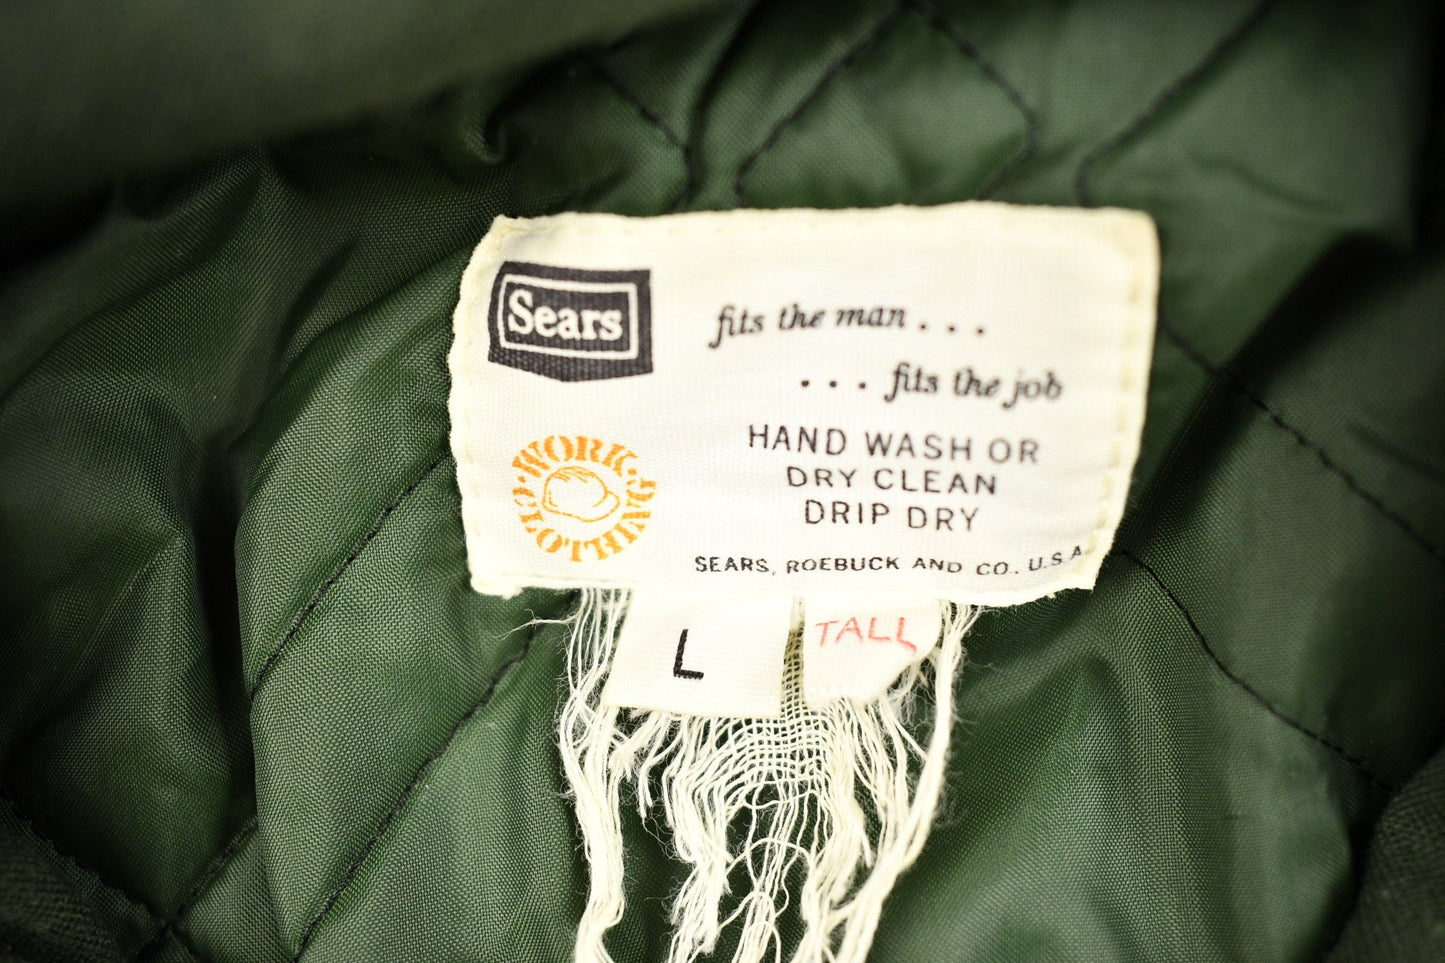 Sears
fits the man . . .
. . . fits the job
WORK·CLOTHING·
HAND WASH OR
DRY CLEAN
DRIP DRY
SEARS, ROEBUCK AND CO., U.S.A
L
TALL